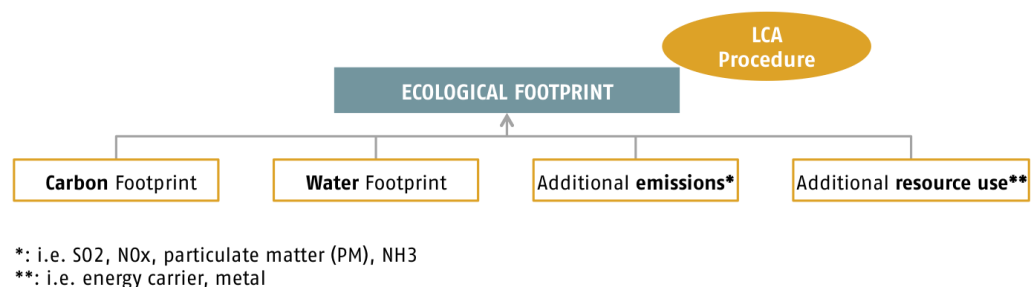 LCA
Procedure
ECOLOGICAL FOOTPRINT
Carbon Footprint
Water Footprint
Additional emissions*
Additional resource use**
*: i.e. SO2, NOx, particulate matter (PM), NH3
**: i.e. energy carrier, metal